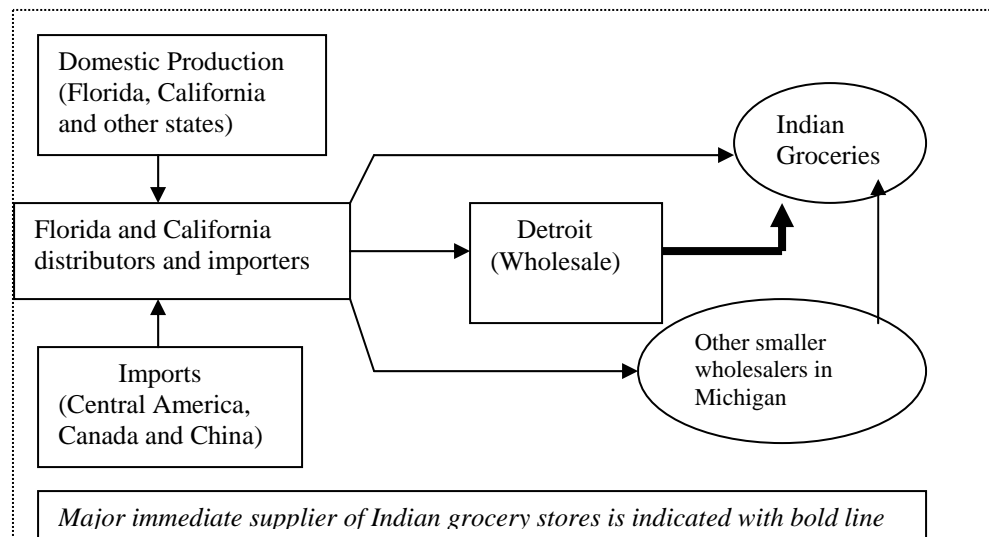 Domestic Production
(Florida, California
and other states)
Indian
Groceries
Florida and California
distributors and importers
Detroit
(Wholesale)
Other smaller
wholesalers in
Michigan
Imports
(Central America,
Canada and China)
Major immediate supplier of Indian grocery stores is indicated with bold line